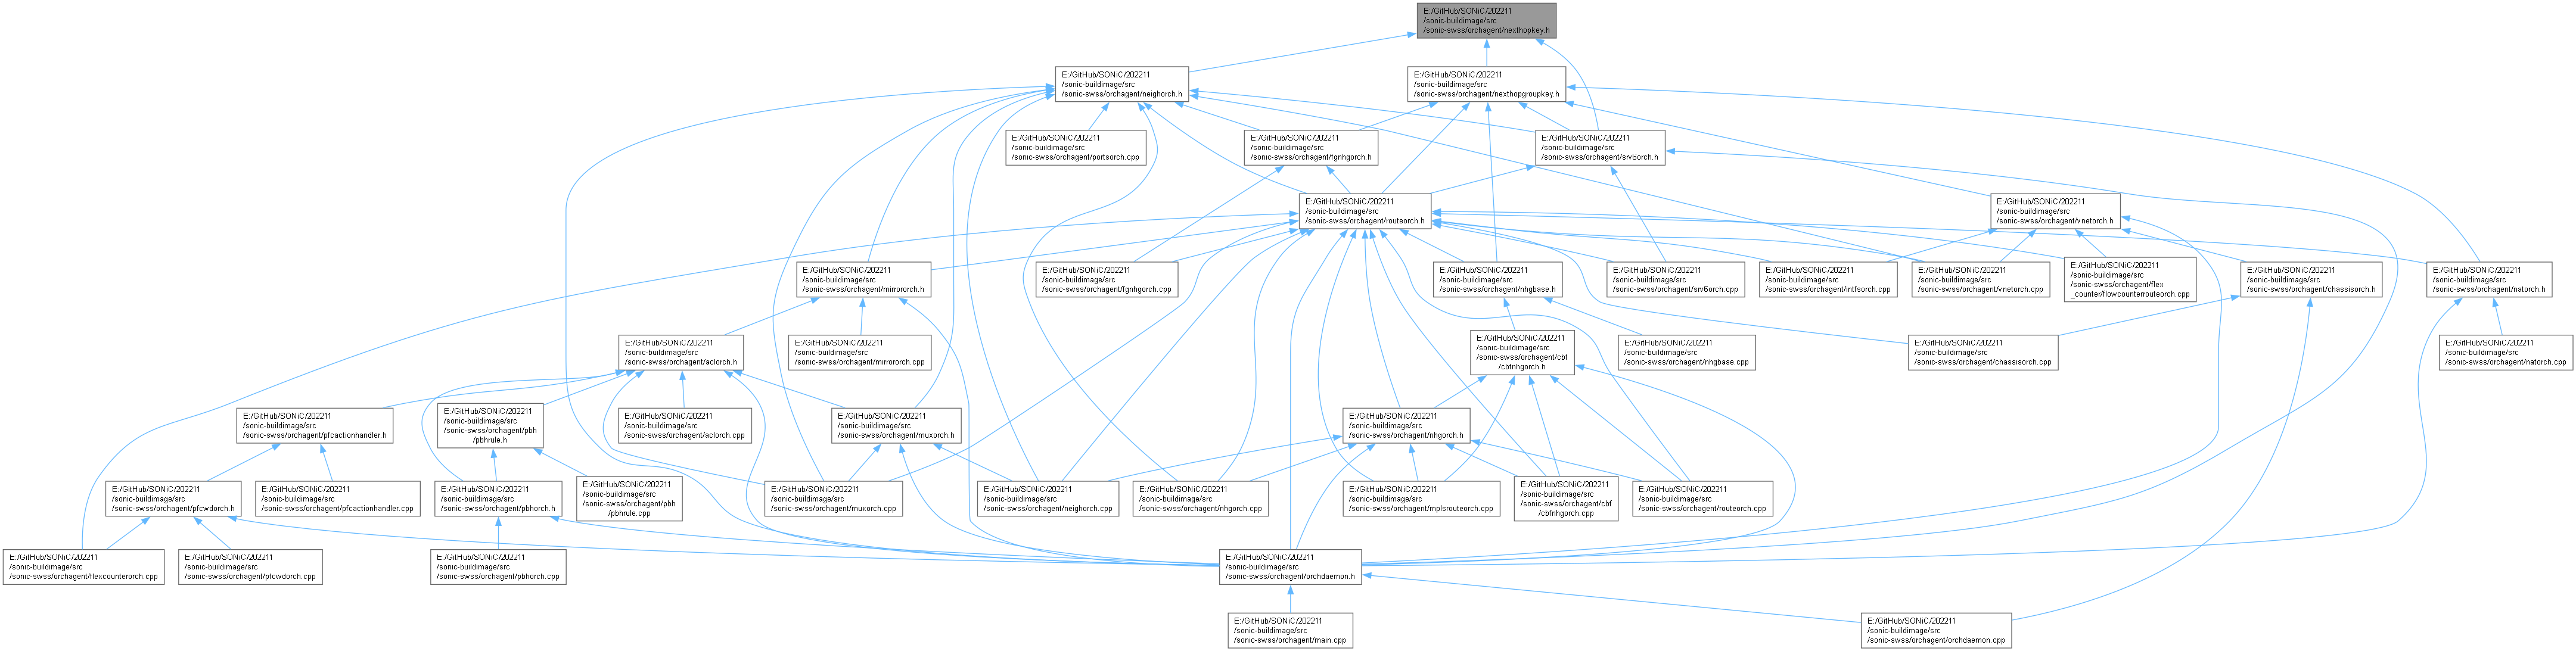 E:/GitHub/SONiC/202211
/sonic-buildimage/src
/sonic-swss/orchagent/nexthopkey.h
E:/GitHub/SONiC/202211
/sonic-buildimage/src
/sonic-swss/orchagent/neighorch.h
E:/GitHub/SONiC/202211
/sonic-buildimage/src
/sonic-swss/orchagent/nexthopgroupkey.h
E:/GitHub/SONiC/202211
/sonic-buildimage/src
/sonic-swss/orchagent/portsorch.cpp
E:/GitHub/SONiC/202211
/sonic-buildimage/src
/sonic-swss/orchagent/fgnhgorch.h
E:/GitHub/SONiC/202211
/sonic-buildimage/src
/sonic-swss/orchagent/srv6orch.h
E:/GitHub/SONiC/202211
/sonic-buildimage/src
/sonic-swss/orchagent/routeorch.h
E:/GitHub/SONiC/202211
/sonic-buildimage/src
/sonic-swss/orchagent/vnetorch.h
E:/GitHub/SONiC/202211
/sonic-buildimage/src
/sonic-swss/orchagent/mirrororch.h
E:/GitHub/SONiC/202211
/sonic-buildimage/src
/sonic-swss/orchagent/fgnhgorch.cpp
E:/GitHub/SONiC/202211
/sonic-buildimage/src
/sonic-swss/orchagent/nhgbase.h
E:/GitHub/SONiC/202211
/sonic-buildimage/src
/sonic-swss/orchagent/srv6orch.cpp
E:/GitHub/SONiC/202211
/sonic-buildimage/src
/sonic-swss/orchagent/intfsorch.cpp
E:/GitHub/SONiC/202211
/sonic-buildimage/src
/sonic-swss/orchagent/vnetorch.cpp
E:/GitHub/SONiC/202211
/sonic-buildimage/src
/sonic-swss/orchagent/flex
_counter/flowcounterrouteorch.cpp
E:/GitHub/SONiC/202211
/sonic-buildimage/src
/sonic-swss/orchagent/chassisorch.h
E:/GitHub/SONiC/202211
/sonic-buildimage/src
/sonic-swss/orchagent/natorch.h
E:/GitHub/SONiC/202211
/sonic-buildimage/src
/sonic-swss/orchagent/aclorch.h
E:/GitHub/SONiC/202211
/sonic-buildimage/src
/sonic-swss/orchagent/mirrororch.cpp
E:/GitHub/SONiC/202211
/sonic-buildimage/src
/sonic-swss/orchagent/cbf
/cbfnhgorch.h
E:/GitHub/SONiC/202211
/sonic-buildimage/src
/sonic-swss/orchagent/nhgbase.cpp
E:/GitHub/SONiC/202211
/sonic-buildimage/src
/sonic-swss/orchagent/chassisorch.cpp
E:/GitHub/SONiC/202211
/sonic-buildimage/src
/sonic-swss/orchagent/natorch.cpp
E:/GitHub/SONiC/202211
/sonic-buildimage/src
/sonic-swss/orchagent/pfcactionhandler.h
E:/GitHub/SONiC/202211
/sonic-buildimage/src
/sonic-swss/orchagent/pbh
/pbhrule.h
E:/GitHub/SONiC/202211
/sonic-buildimage/src
/sonic-swss/orchagent/aclorch.cpp
E:/GitHub/SONiC/202211
/sonic-buildimage/src
/sonic-swss/orchagent/muxorch.h
E:/GitHub/SONiC/202211
/sonic-buildimage/src
/sonic-swss/orchagent/nhgorch.h
E:/GitHub/SONiC/202211
/sonic-buildimage/src
/sonic-swss/orchagent/pfcwdorch.h
E:/GitHub/SONiC/202211
/sonic-buildimage/src
/sonic-swss/orchagent/pfcactionhandler.cpp
E:/GitHub/SONiC/202211
/sonic-buildimage/src
/sonic-swss/orchagent/pbhorch.h
E:/GitHub/SONiC/202211
/sonic-buildimage/src
/sonic-swss/orchagent/pbh
/pbhrule.cpp
E:/GitHub/SONiC/202211
/sonic-buildimage/src
/sonic-swss/orchagent/muxorch.cpp
E:/GitHub/SONiC/202211
/sonic-buildimage/src
/sonic-swss/orchagent/neighorch.cpp
E:/GitHub/SONiC/202211
/sonic-buildimage/src
/sonic-swss/orchagent/nhgorch.cpp
E:/GitHub/SONiC/202211
/sonic-buildimage/src
/sonic-swss/orchagent/mplsrouteorch.cpp
E:/GitHub/SONiC/202211
/sonic-buildimage/src
/sonic-swss/orchagent/cbf
/cbfnhgorch.cpp
E:/GitHub/SONiC/202211
/sonic-buildimage/src
/sonic-swss/orchagent/routeorch.cpp
E:/GitHub/SONiC/202211
/sonic-buildimage/src
/sonic-swss/orchagent/flexcounterorch.cpp
E:/GitHub/SONiC/202211
/sonic-buildimage/src
/sonic-swss/orchagent/pfcwdorch.cpp
E:/GitHub/SONiC/202211
/sonic-buildimage/src
/sonic-swss/orchagent/pbhorch.cpp
E:/GitHub/SONiC/202211
/sonic-buildimage/src
/sonic-swss/orchagent/orchdaemon.h
E:/GitHub/SONiC/202211
/sonic-buildimage/src
/sonic-swss/orchagent/main.cpp
E:/GitHub/SONiC/202211
/sonic-buildimage/src
/sonic-swss/orchagent/orchdaemon.cpp